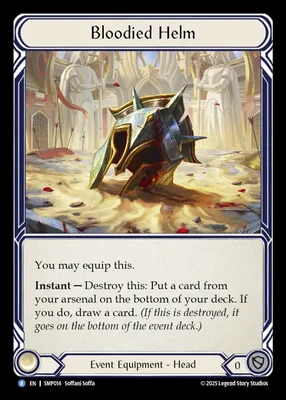 Bloodied Helm
You may equip this.
Instant — Destroy this: Put a card from
your arsenal on the bottom of your deck. If
you do, draw a card. (If this is destroyed, it
goes on the bottom of the event deck.)
Event Equipment - Head
0
R EN | SMP014 Soffani Soffa
©2025 Legend Story Studios